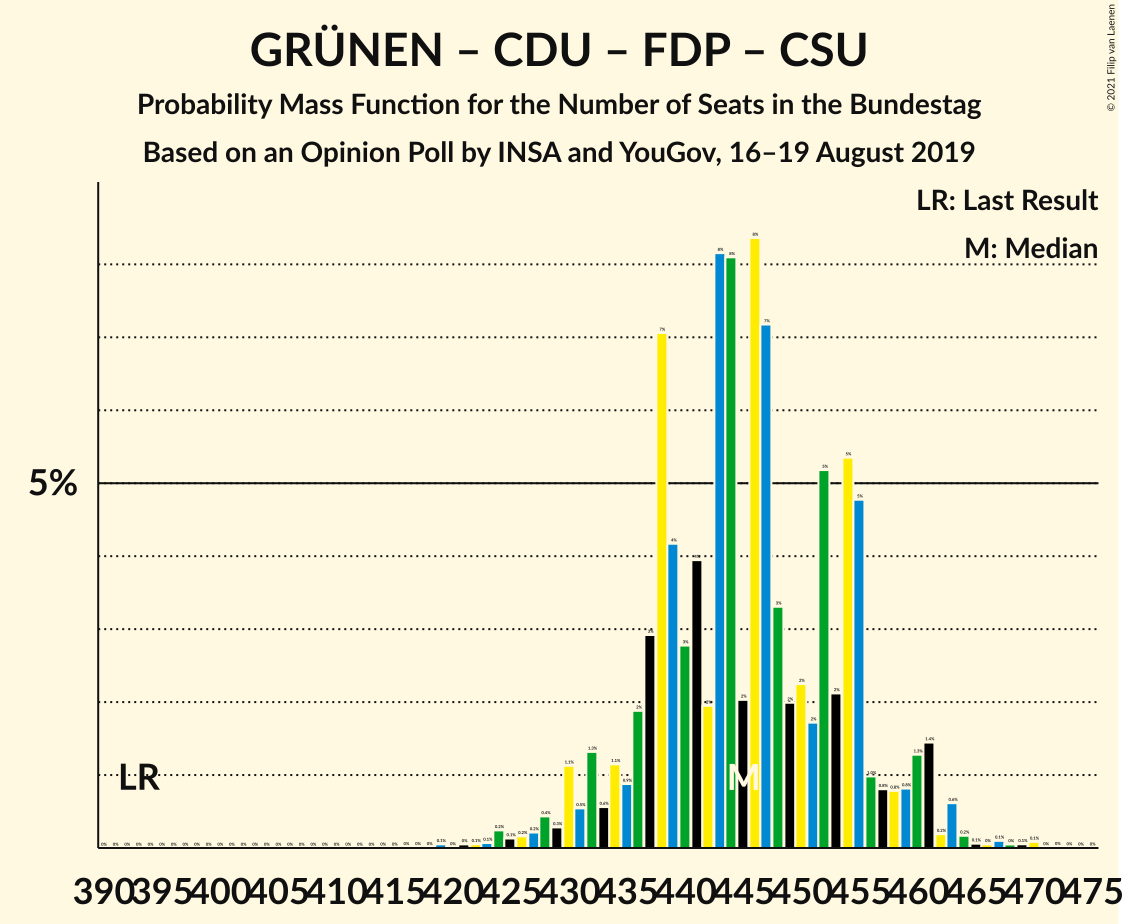 GRÜNEN – CDU – FDP – CSU
Probability Mass Function for the Number of Seats in the Bundestag
Based on an Opinion Poll by INSA and YouGov, 16–19 August 2019
© 2021 Filip van Laenen
LR: Last Result
M: Median
5%
LR
M
390 395 400 405 410 415 420 425 430 435 440 445 450 455 460 465 470 475